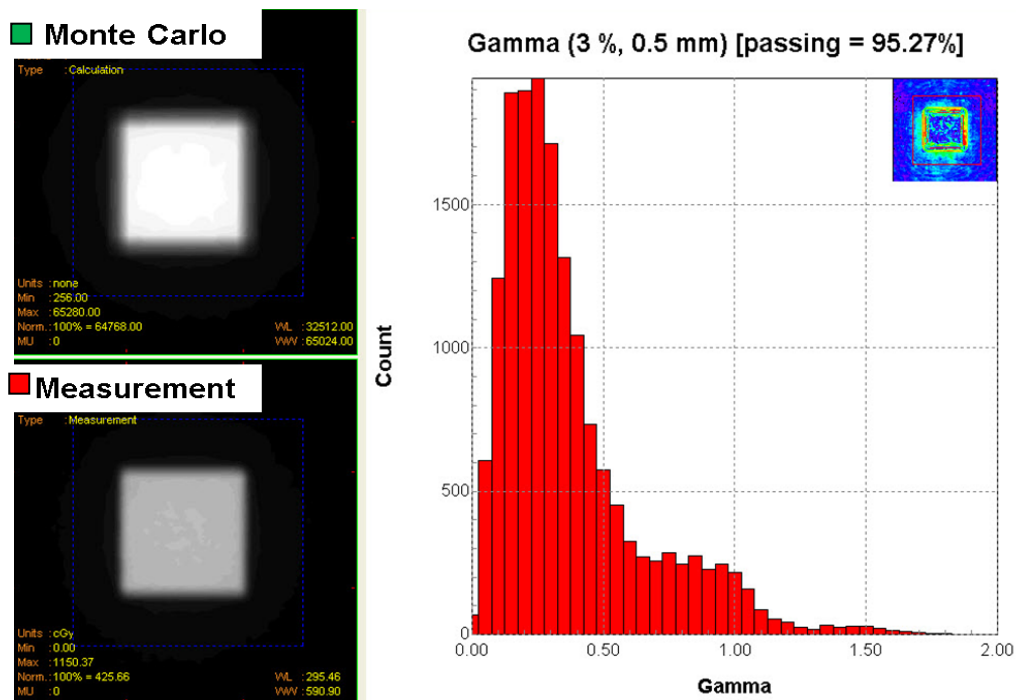 Monte Carlo
Type :Calculation
Units :none
Min :256.00
Max :65280.00
Norm.:100% = 64768.00
MU :0
WL :32512.00
WW :65024.00
Measurement
Type :Measurement
Units :cGy
Min :0.00
Max :1150.37
Norm.:100% = 425.66
MU :0
WL :295.46
WW :590.90
Gamma (3 %, 0.5 mm) [passing = 95.27%]
Count
1500
1000
500
0
0.00
0.50
1.00
1.50
2.00
Gamma